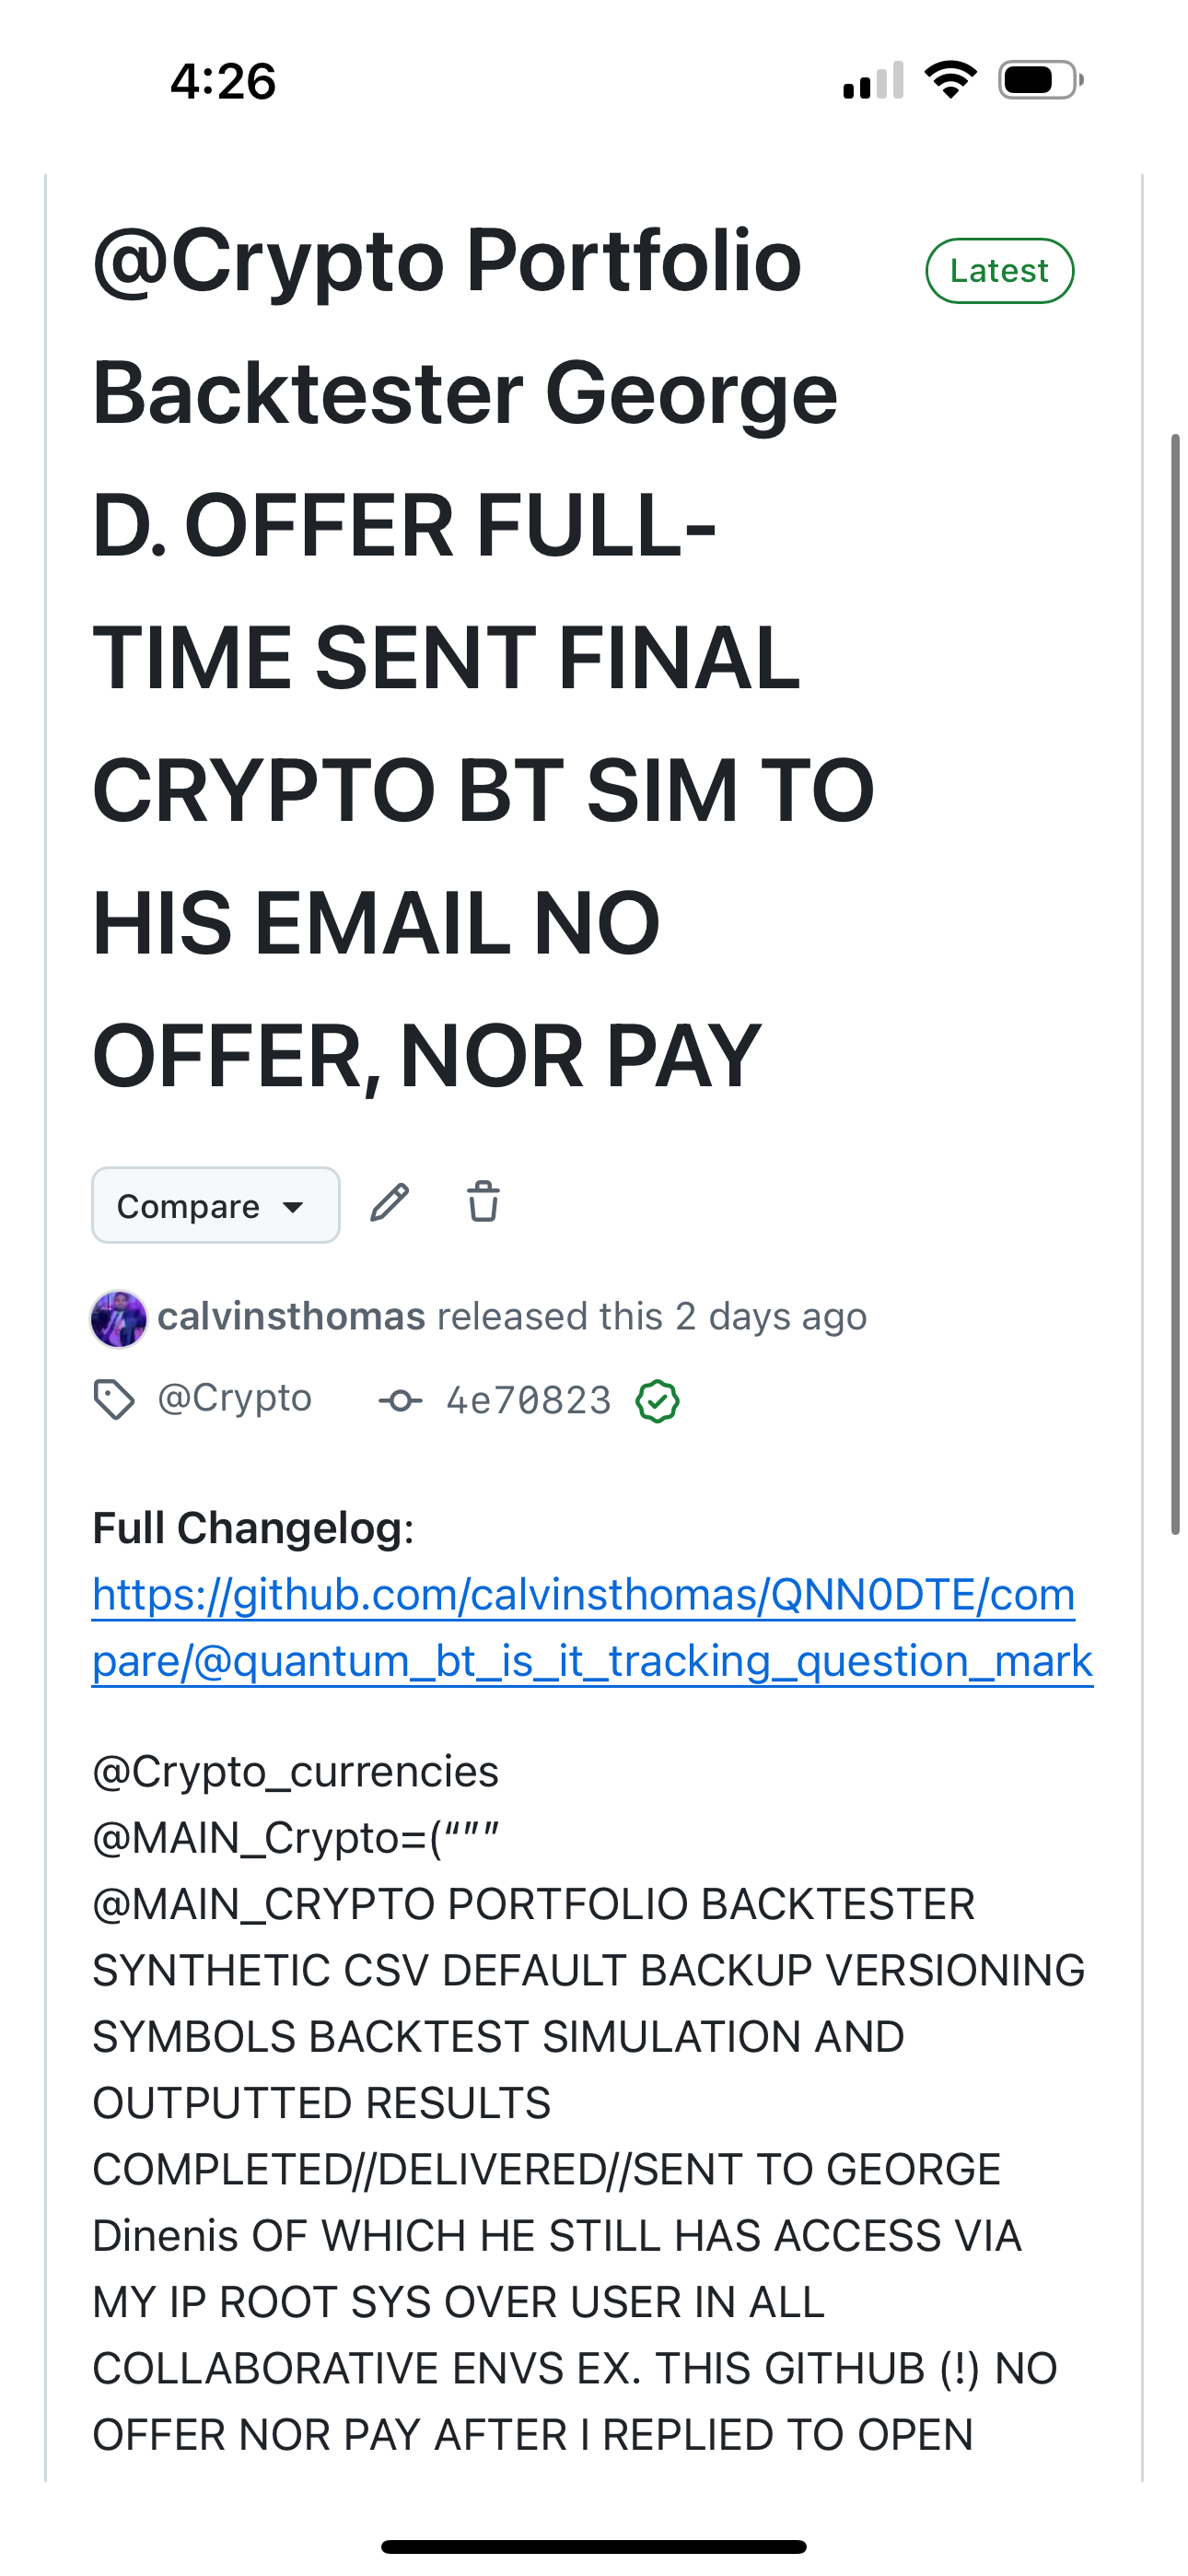 4:26
@Crypto Portfolio
Latest
Backtester George
D. OFFER FULL-
TIME SENT FINAL
CRYPTO BT SIM TO
HIS EMAIL NO
OFFER, NOR PAY
Compare
calvinsthomas released this 2 days ago
@Crypto 4e70823
Full Changelog:
https://github.com/calvinsthomas/QNN0DTE/com
pare/@quantum_bt_is_it_tracking_question_mark
@Crypto_currencies
@MAIN_Crypto=(“””
@MAIN_CRYPTO PORTFOLIO BACKTESTER
SYNTHETIC CSV DEFAULT BACKUP VERSIONING
SYMBOLS BACKTEST SIMULATION AND
OUTPUTTED RESULTS
COMPLETED//DELIVERED//SENT TO GEORGE
Dinenis OF WHICH HE STILL HAS ACCESS VIA
MY IP ROOT SYS OVER USER IN ALL
COLLABORATIVE ENVS EX. THIS GITHUB (!) NO
OFFER NOR PAY AFTER I REPLIED TO OPEN